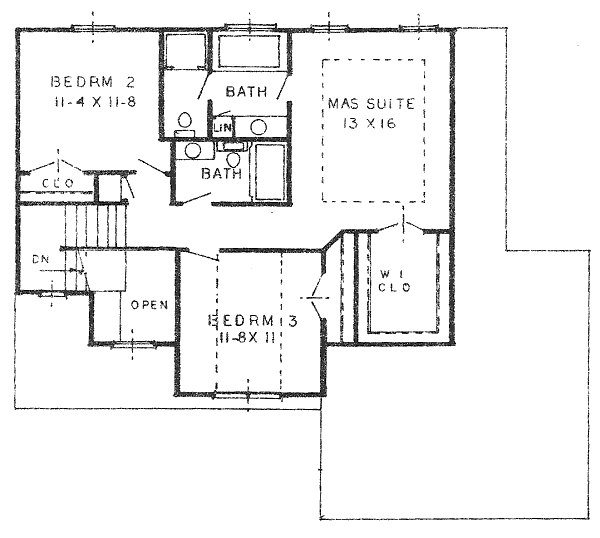 BEDRM 2
11-4 X 11-8
BATH
MAS SUITE
13 X 16
LIN
BATH
CLO
DN
W I
CLO
OPEN
BEDRM 3
11-8 X 11